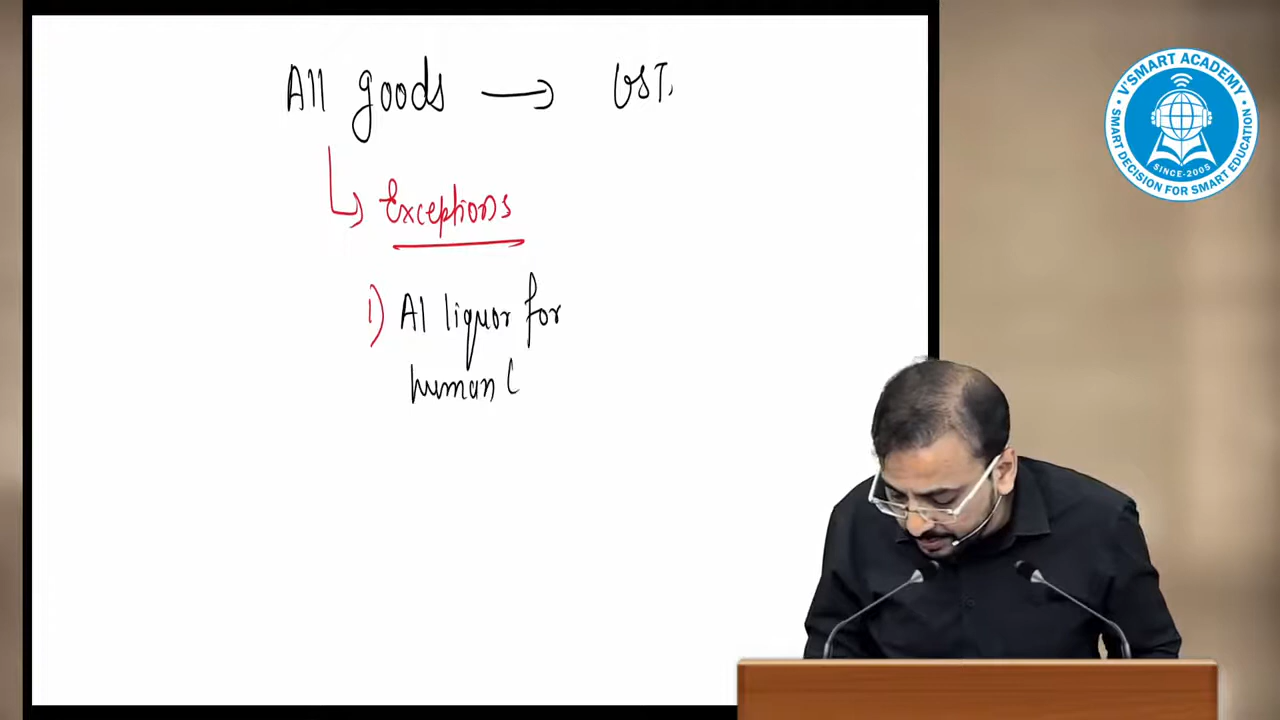 All goods → GST.
↳ Exceptions
1) Al liquor for
human C
V'SMART ACADEMY
SINCE-2005
SMART DECISION FOR SMART EDUCATION